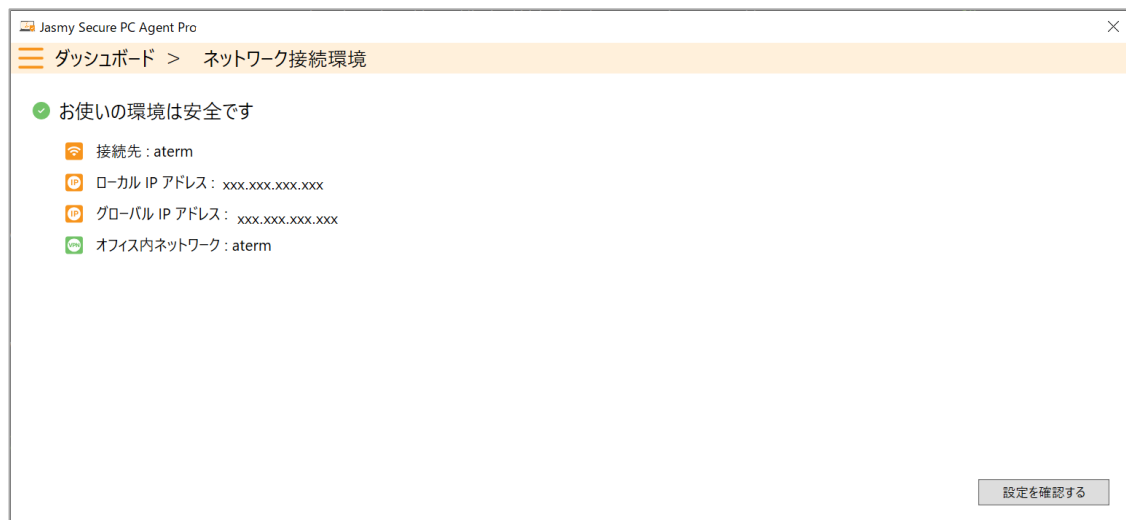 Jasmy Secure PC Agent Pro
ダッシュボード > ネットワーク接続環境
お使いの環境は安全です
接続先 : aterm
IP ローカル IP アドレス : xxx.xxx.xxx.xxx
IP グローバル IP アドレス : xxx.xxx.xxx.xxx
VPN オフィス内ネットワーク : aterm
設定を確認する